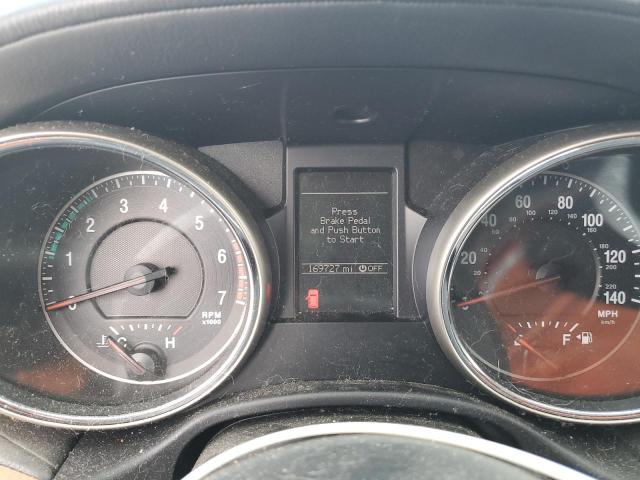 Press
Brake Pedal
and Push Button
to Start
169727 mi OFF
0 1 2 3 4 5 6 7
RPM
x1000
C H
20 40 60 80 100 120 140
MPH
km/h
F